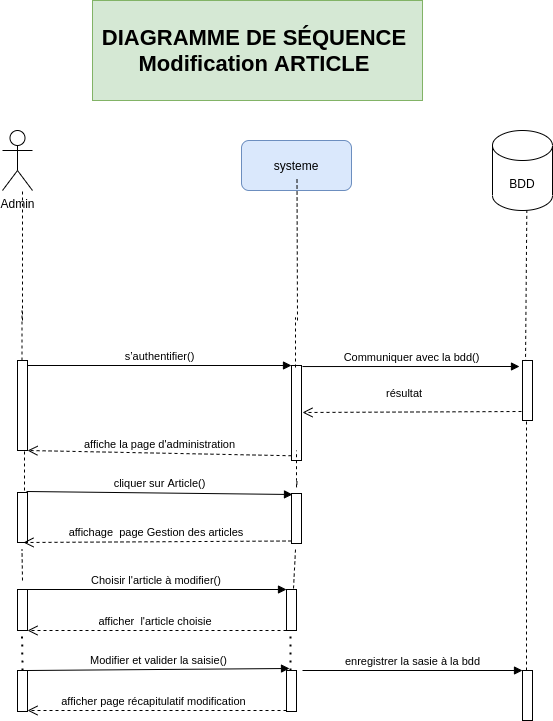 DIAGRAMME DE SÉQUENCE
Modification ARTICLE
Admin
systeme
BDD
s'authentifier()
Communiquer avec la bdd()
résultat
affiche la page d'administration
cliquer sur Article()
affichage  page Gestion des articles
Choisir l'article à modifier()
afficher  l'article choisie
Modifier et valider la saisie()
enregistrer la sasie à la bdd
afficher page récapitulatif modification